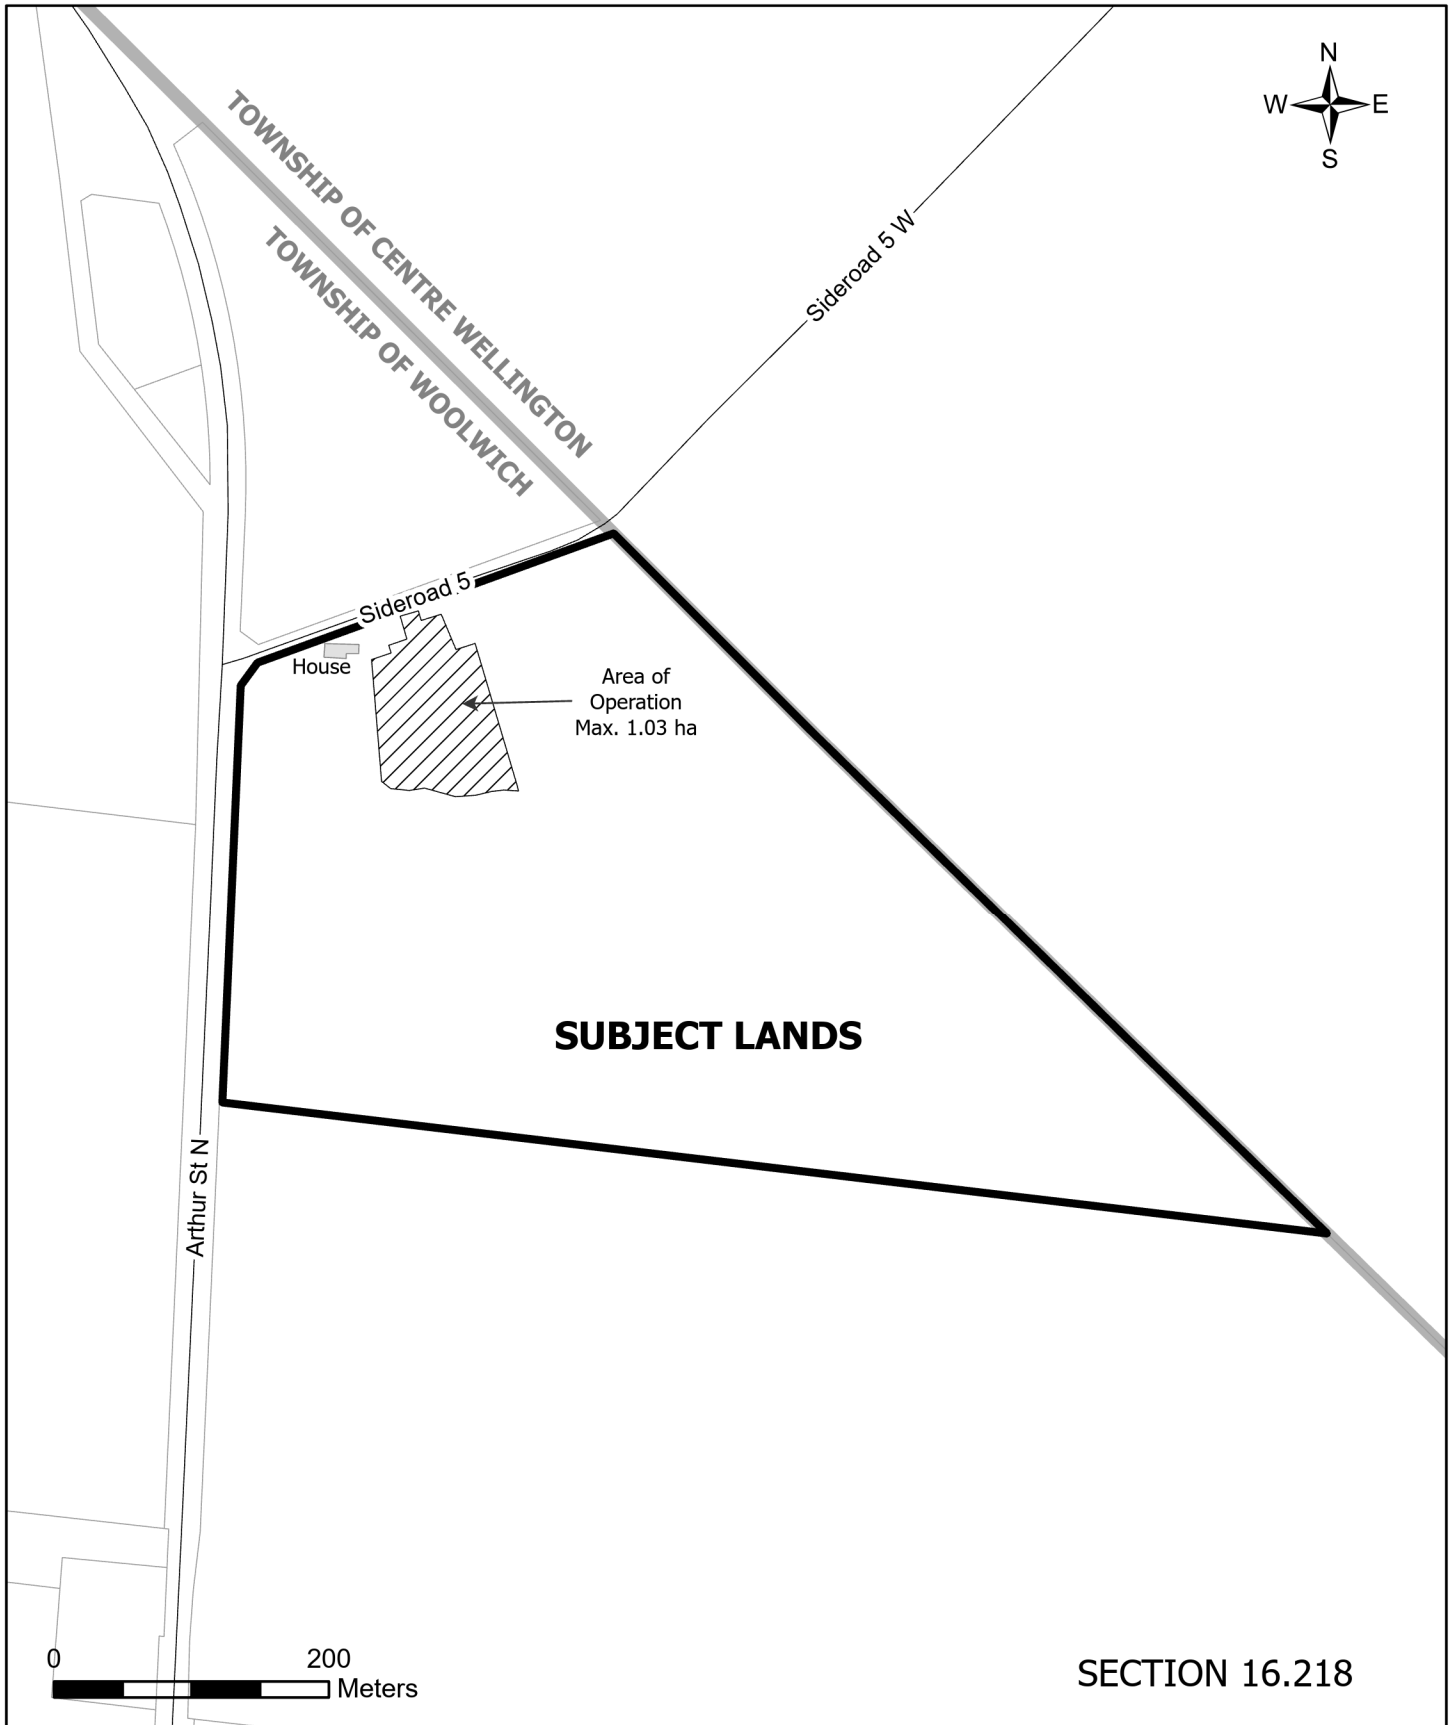 N
W E
S
TOWNSHIP OF CENTRE WELLINGTON
TOWNSHIP OF WOOLWICH
Sideroad 5 W
Sideroad 5
House
Area of
Operation
Max. 1.03 ha
SUBJECT LANDS
Arthur St N
0 200
Meters
SECTION 16.218